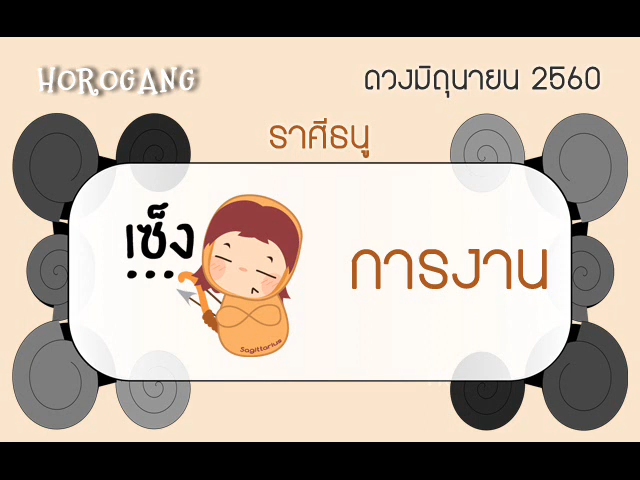 HOROGANG
ดวงมิถุนายน 2560
ราศีธนู
เซ็ง
....
การงาน
Sagittarius